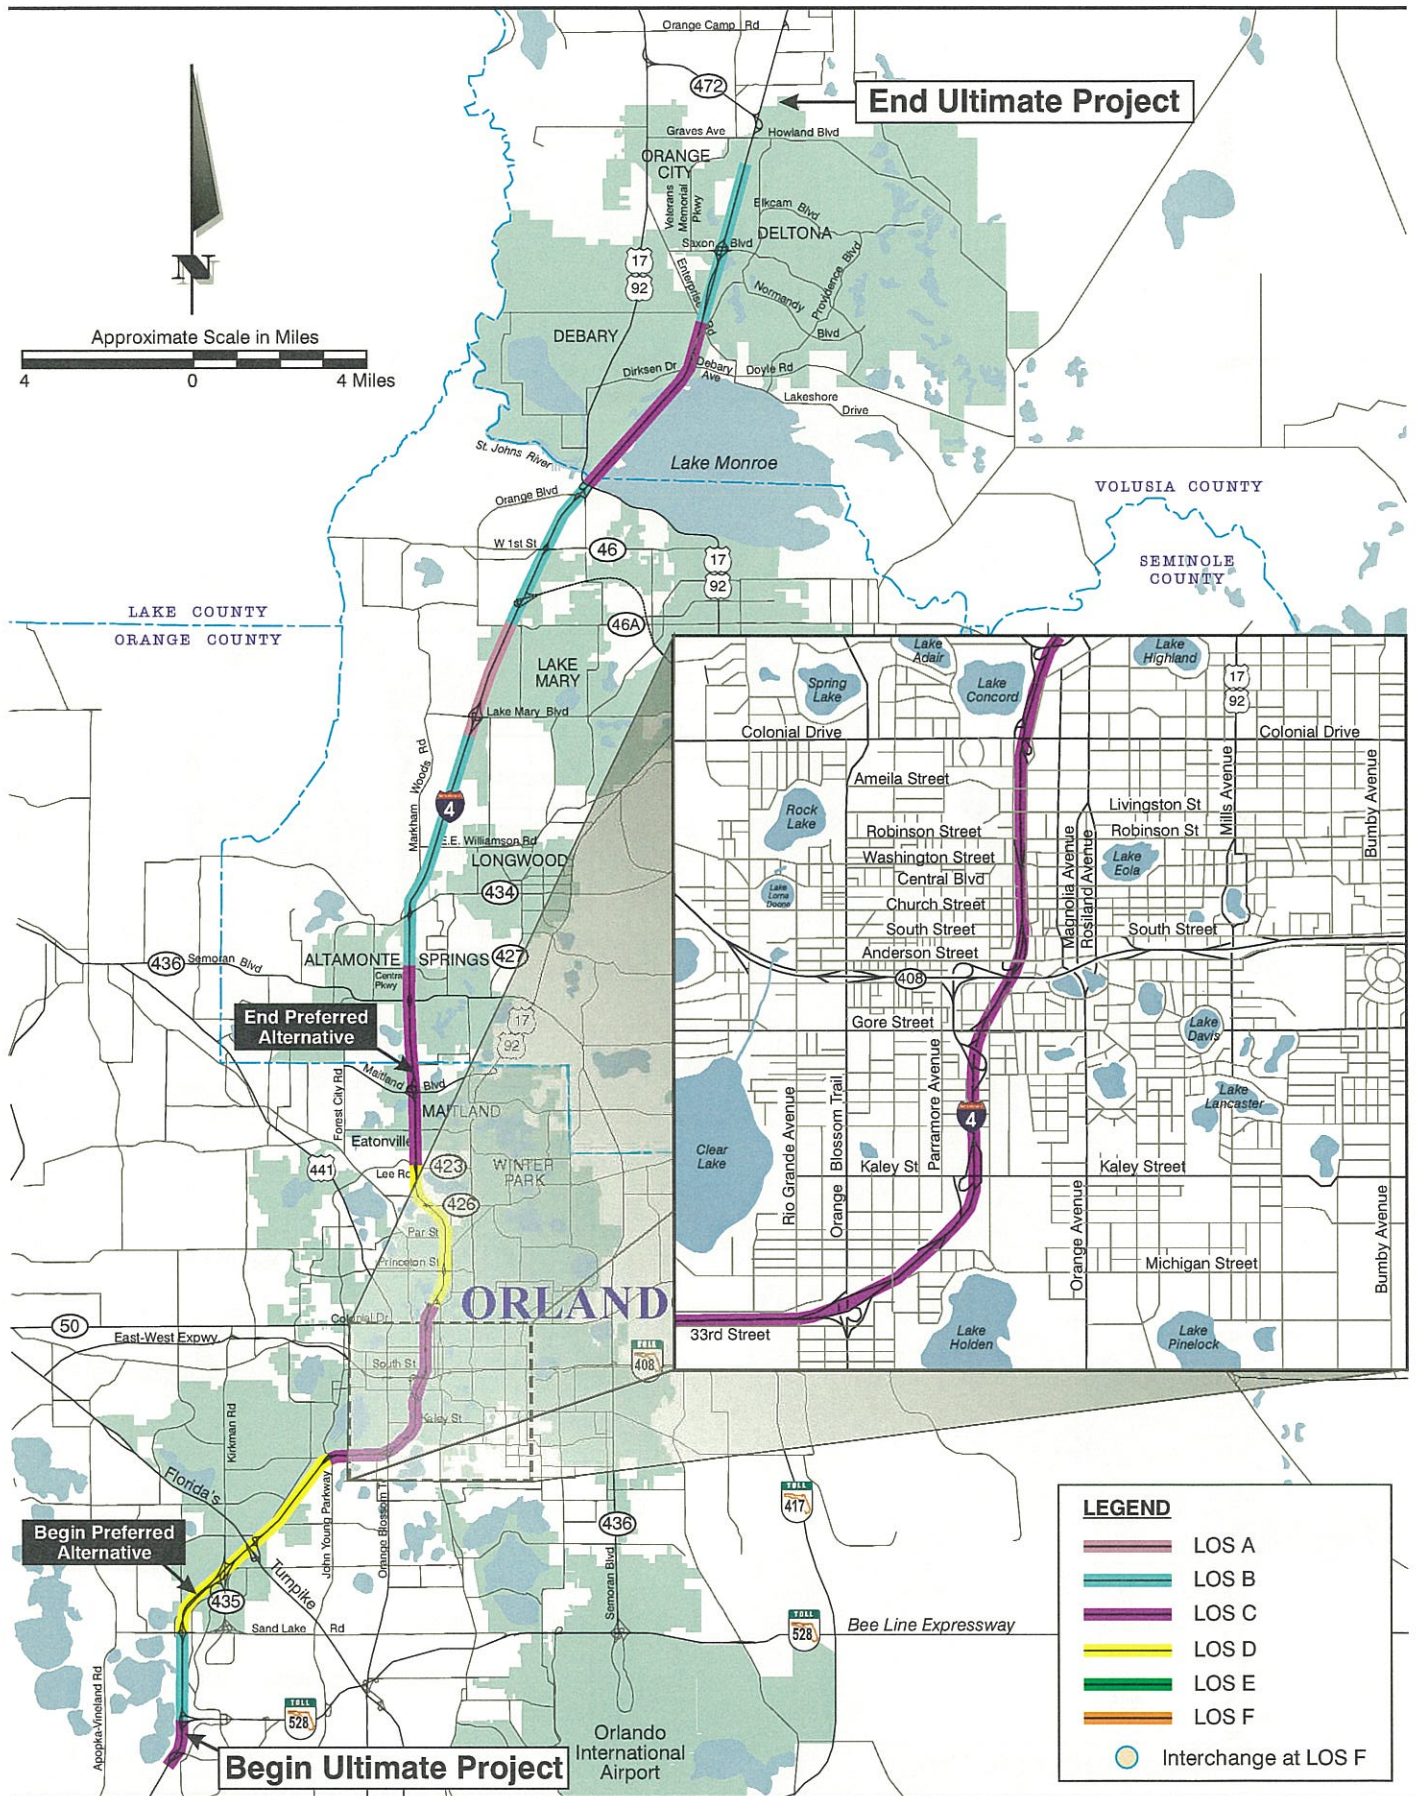 Orange Camp Rd
472
End Ultimate Project
Graves Ave
Howland Blvd
ORANGE
CITY
Veterans
Memorial
Pkwy
Elkcam Blvd
DELTONA
Saxon Blvd
17
92
Enterprise Rd
Normandy
Blvd
Providence Blvd
N
Approximate Scale in Miles
4
0
4 Miles
DEBARY
Dirksen Dr
Debary
Ave
Doyle Rd
Lakeshore
Drive
St. Johns River
Lake Monroe
Orange Blvd
VOLUSIA COUNTY
W 1st St
46
17
92
SEMINOLE
COUNTY
LAKE COUNTY
ORANGE COUNTY
46A
LAKE
MARY
Lake Mary Blvd
Markham Woods Rd
4
E.E. Williamson Rd
LONGWOOD
434
436
Semoran Blvd
ALTAMONTE SPRINGS
427
Central
Pkwy
End Preferred
Alternative
17
92
Maitland Blvd
Forest City Rd
MAITLAND
Eatonville
441
Lee Rd
423
WINTER
PARK
426
Par St
Princeton St
ORLAND
Colonial Dr
50
East-West Expwy
South St
TOLL
408
Kaley St
Kirkman Rd
Florida's
Turnpike
John Young Parkway
Orange Blossom T
Begin Preferred
Alternative
435
Sand Lake Rd
436
Semoran Blvd
TOLL
417
TOLL
528
Bee Line Expressway
Apopka-Vineland Rd
TOLL
528
Begin Ultimate Project
Orlando
International
Airport
Lake
Adair
Lake
Highland
Spring
Lake
Lake
Concord
17
92
Colonial Drive
Colonial Drive
Ameila Street
Rock
Lake
Livingston St
Robinson Street
Robinson St
Mills Avenue
Bumby Avenue
Washington Street
Lake
Eola
Central Blvd
Lake
Lorna
Doone
Church Street
Magnolia Avenue
Rosiland Avenue
South Street
South Street
Anderson Street
408
Gore Street
Lake
Davis
Parramore Avenue
Rio Grande Avenue
Orange Blossom Trail
Lake
Lancaster
4
Clear
Lake
Kaley St
Kaley Street
Orange Avenue
Bumby Avenue
Michigan Street
33rd Street
Lake
Holden
Lake
Pinelock
LEGEND
LOS A
LOS B
LOS C
LOS D
LOS E
LOS F
Interchange at LOS F